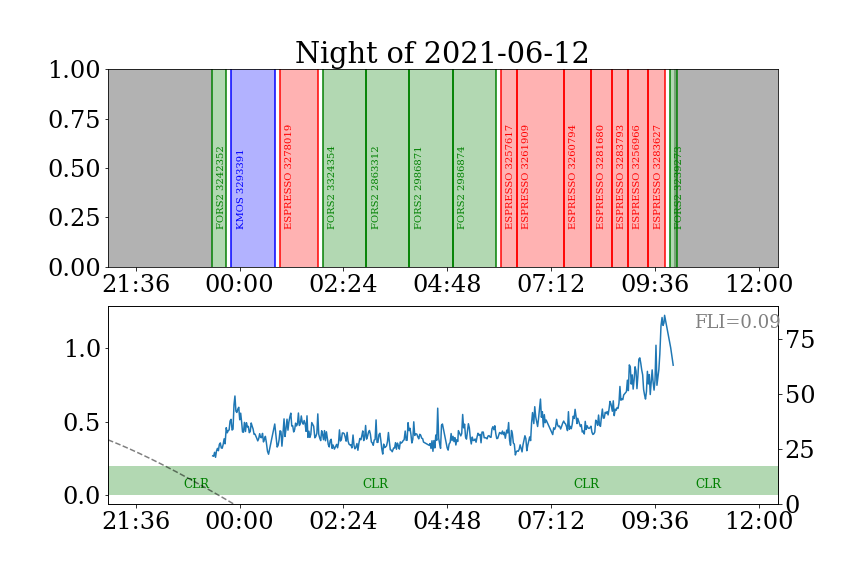 Night of 2021-06-12
1.00
0.75
0.50
0.25
0.00
FORS2 3242352
KMOS 3293391
ESPRESSO 3278019
FORS2 3324354
FORS2 2863312
FORS2 2986871
FORS2 2986874
ESPRESSO 3257617
ESPRESSO 3261909
ESPRESSO 3260794
ESPRESSO 3281680
ESPRESSO 3283793
ESPRESSO 3256966
ESPRESSO 3283627
FORS2 3239273
21:36 00:00 02:24 04:48 07:12 09:36 12:00
FLI=0.09
1.0
0.5
0.0
75
50
25
0
CLR CLR CLR CLR
21:36 00:00 02:24 04:48 07:12 09:36 12:00